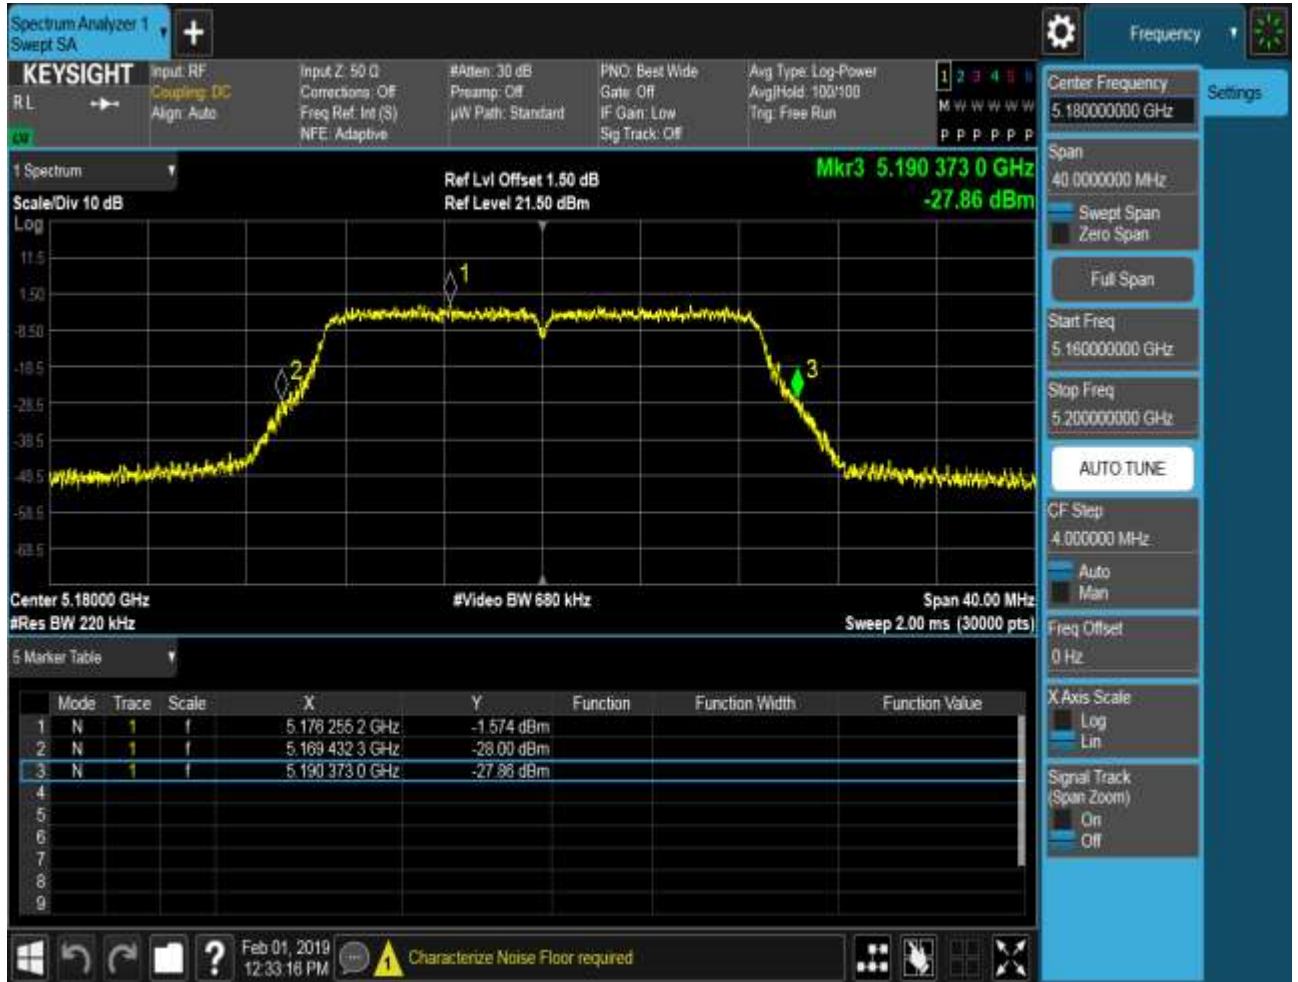 Spectrum Analyzer 1
Swept SA
+
Frequency
KEYSIGHT
RL
Input: RF
Coupling: DC
Align: Auto
Input Z: 50 Ω
Corrections: Off
Freq Ref: Int (S)
NFE: Adaptive
#Atten: 30 dB
Preamp: Off
µW Path: Standard
PNO: Best Wide
Gate: Off
IF Gain: Low
Sig Track: Off
Avg Type: Log-Power
Avg|Hold: 100/100
Trig: Free Run
1 2 3 4 5 6
M W W W W W
P P P P P P
1 Spectrum
Scale/Div 10 dB
Ref Lvl Offset 1.50 dB
Ref Level 21.50 dBm
Mkr3 5.190 373 0 GHz
-27.86 dBm
Log
11.5
1.50
-8.50
-18.5
-28.5
-38.5
-48.5
-58.5
-68.5
1
2
3
Center 5.18000 GHz
#Video BW 680 kHz
Span 40.00 MHz
#Res BW 220 kHz
Sweep 2.00 ms (30000 pts)
5 Marker Table
Mode Trace Scale X Y Function Function Width Function Value
1 N 1 f 5.176 255 2 GHz -1.574 dBm
2 N 1 f 5.169 432 3 GHz -28.00 dBm
3 N 1 f 5.190 373 0 GHz -27.86 dBm
4
5
6
7
8
9
Feb 01, 2019
12:33:16 PM
?
1
Characterize Noise Floor required
Center Frequency
5.180000000 GHz
Settings
Span
40.0000000 MHz
Swept Span
Zero Span
Full Span
Start Freq
5.160000000 GHz
Stop Freq
5.200000000 GHz
AUTO TUNE
CF Step
4.000000 MHz
Auto
Man
Freq Offset
0 Hz
X Axis Scale
Log
Lin
Signal Track
(Span Zoom)
On
Off